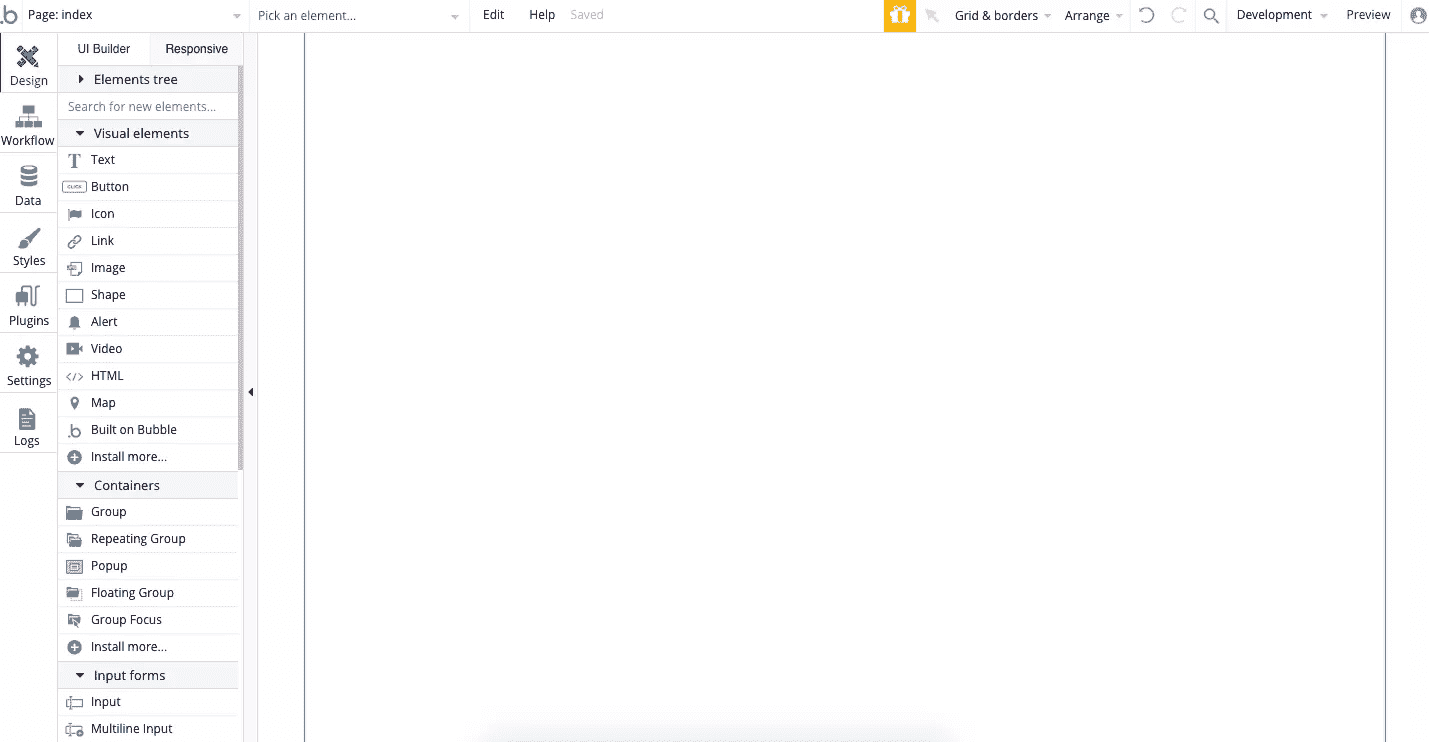 .b Page: index Pick an element... Edit Help Saved Grid & borders Arrange Development Preview
UI Builder Responsive
Design
Elements tree
Search for new elements...
Workflow
Visual elements
Text
Data
CLICK Button
Icon
Styles
Link
Image
Plugins
Shape
Alert
Settings
Video
HTML
Logs
Map
.b Built on Bubble
Install more...
Containers
Group
Repeating Group
Popup
Floating Group
Group Focus
Install more...
Input forms
Input
Multiline Input